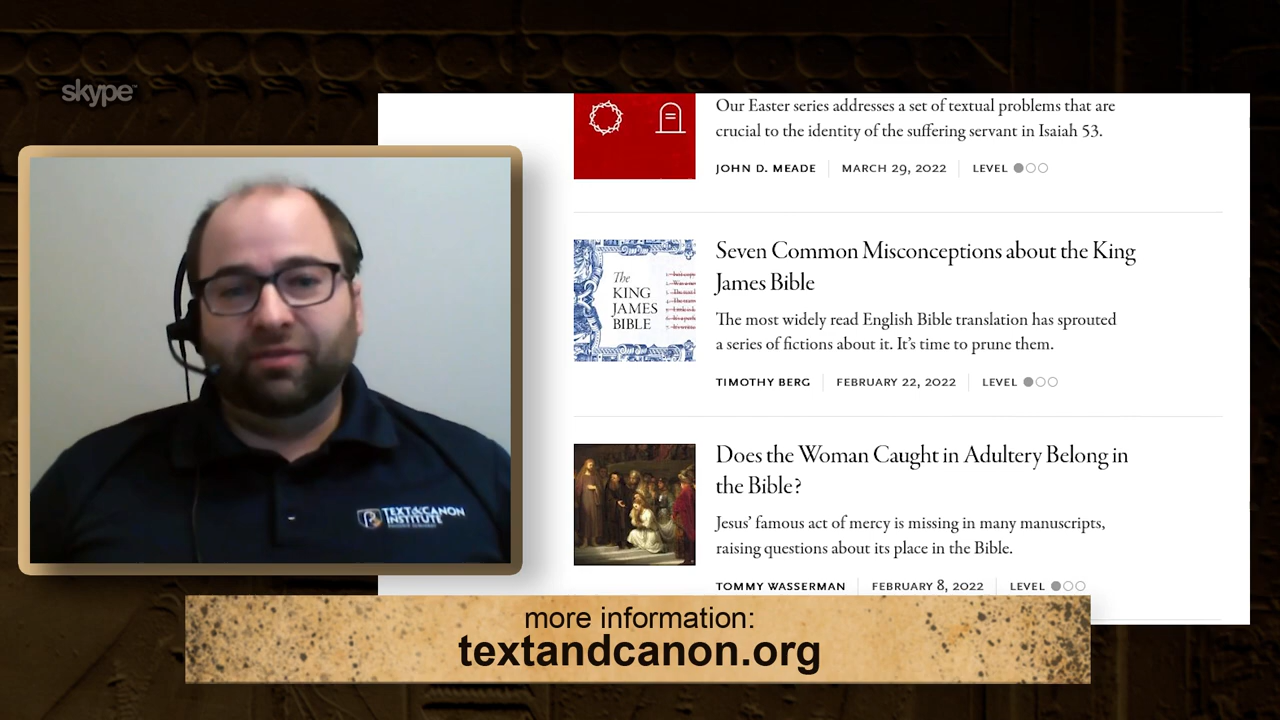 skype
Our Easter series addresses a set of textual problems that are
crucial to the identity of the suffering servant in Isaiah 53.
JOHN D. MEADE
MARCH 29, 2022
LEVEL
The
KING
JAMES
BIBLE
Seven Common Misconceptions about the King
James Bible
The most widely read English Bible translation has sprouted
a series of fictions about it. It’s time to prune them.
TIMOTHY BERG
FEBRUARY 22, 2022
LEVEL
Does the Woman Caught in Adultery Belong in
the Bible?
Jesus’ famous act of mercy is missing in many manuscripts,
raising questions about its place in the Bible.
TOMMY WASSERMAN
FEBRUARY 8, 2022
LEVEL
TEXT & CANON
INSTITUTE
more information:
textandcanon.org